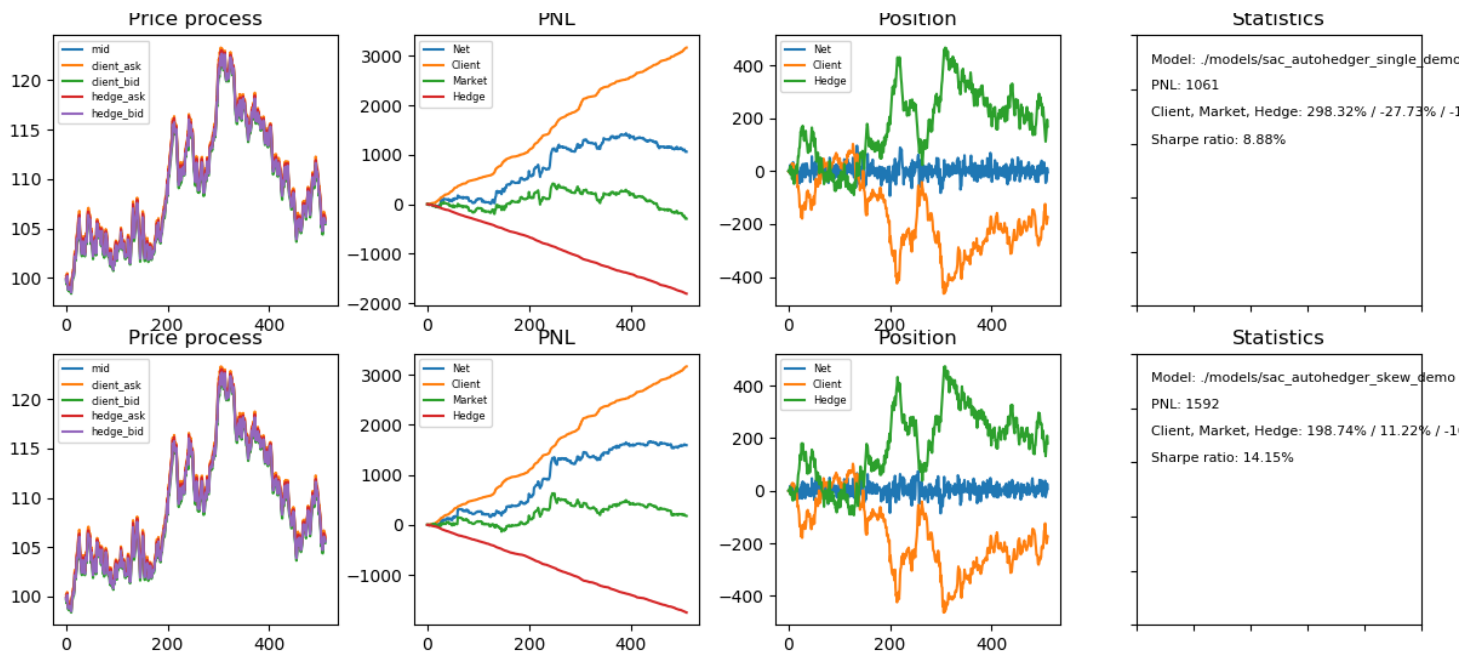 Price process
PNL
Position
Statistics
mid
client_ask
client_bid
hedge_ask
hedge_bid
120
115
110
105
100
0
200
400
Net
Client
Market
Hedge
3000
2000
1000
0
−1000
−2000
0
200
400
Net
Client
Hedge
400
200
0
−200
−400
0
200
400
Model: ./models/sac_autohedger_single_demo
PNL: 1061
Client, Market, Hedge: 298.32% / -27.73% / -1
Sharpe ratio: 8.88%
Price process
PNL
Position
Statistics
mid
client_ask
client_bid
hedge_ask
hedge_bid
120
115
110
105
100
0
200
400
Net
Client
Market
Hedge
3000
2000
1000
0
−1000
0
200
400
Net
Client
Hedge
400
200
0
−200
−400
0
200
400
Model: ./models/sac_autohedger_skew_demo
PNL: 1592
Client, Market, Hedge: 198.74% / 11.22% / -10
Sharpe ratio: 14.15%